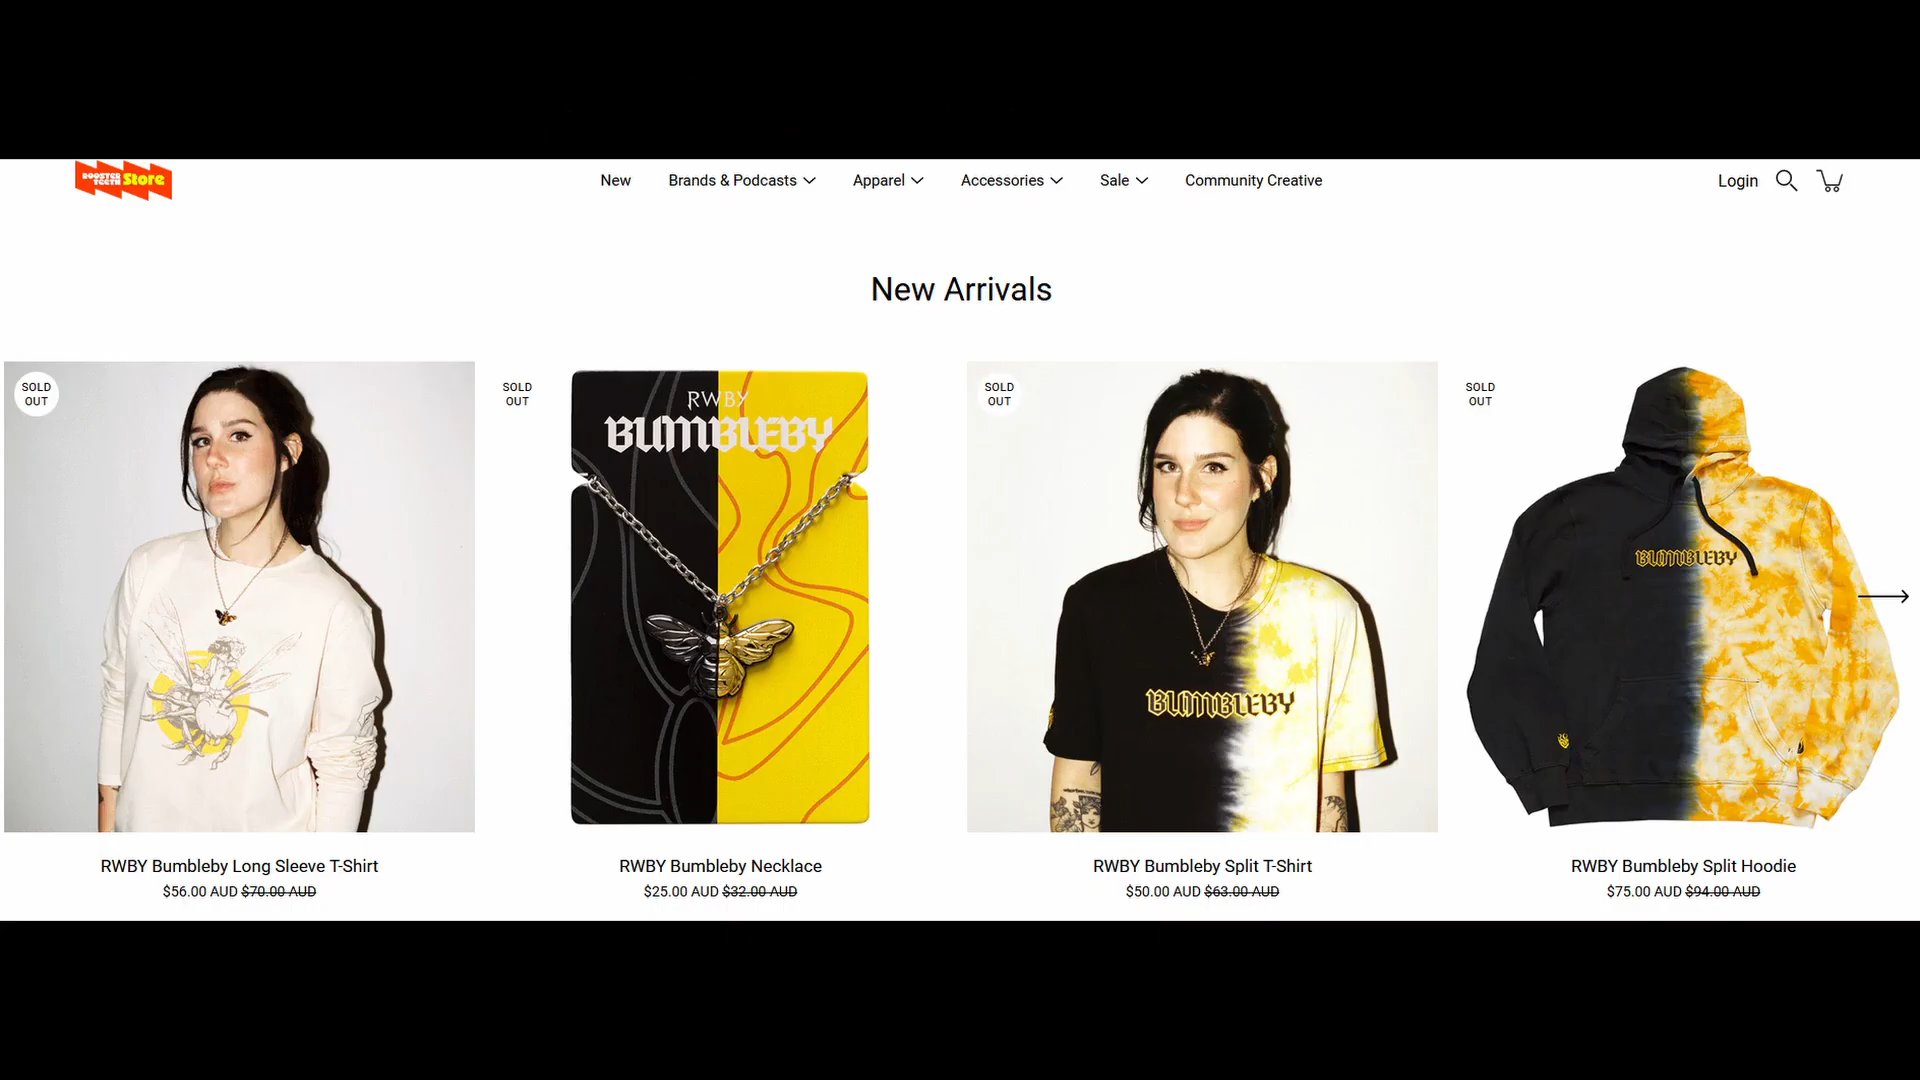 ROOSTER TEETH Store
New
Brands & Podcasts
Apparel
Accessories
Sale
Community Creative
Login
New Arrivals
SOLD OUT
SOLD OUT
SOLD OUT
SOLD OUT
RWBY
BUMBLEBY
BUMBLEBY
BUMBLEBY
RWBY Bumbleby Long Sleeve T-Shirt
$56.00 AUD $70.00 AUD
RWBY Bumbleby Necklace
$25.00 AUD $32.00 AUD
RWBY Bumbleby Split T-Shirt
$50.00 AUD $63.00 AUD
RWBY Bumbleby Split Hoodie
$75.00 AUD $94.00 AUD